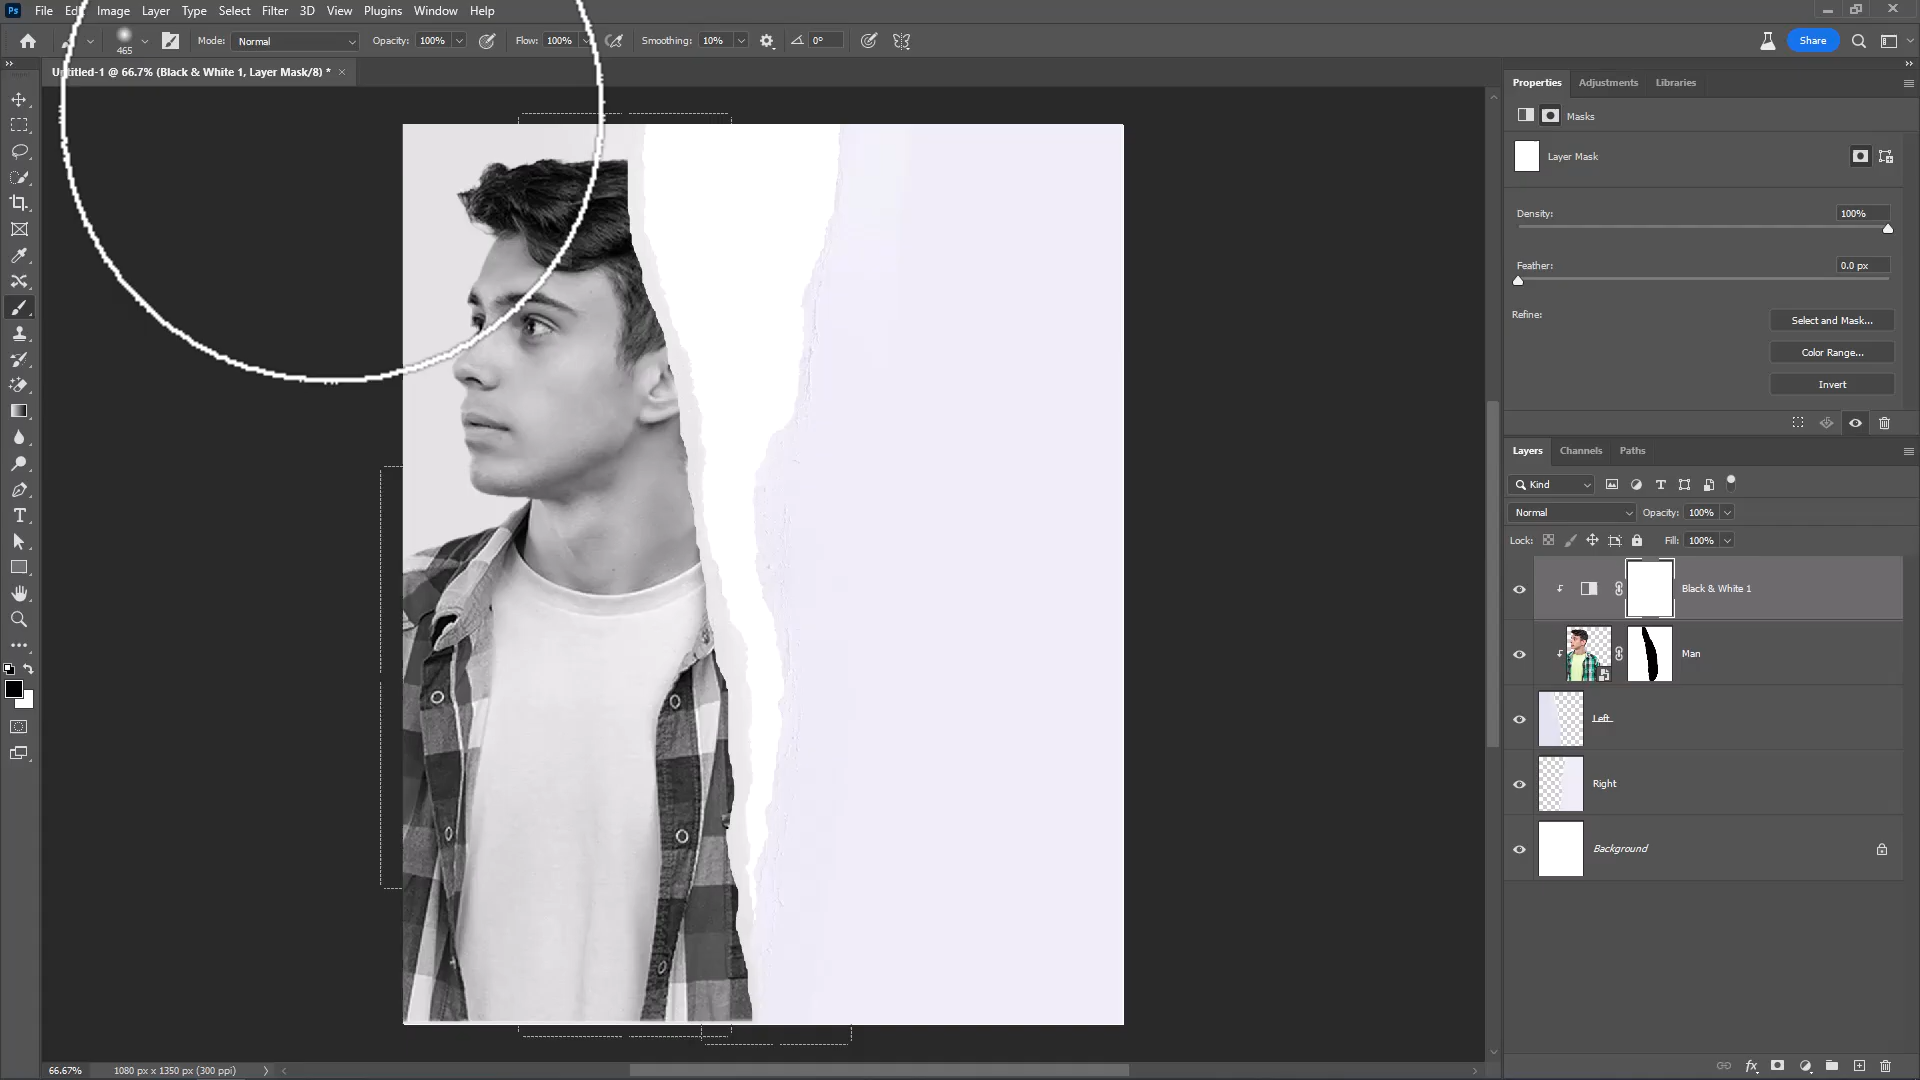 Ps File Edit Image Layer Type Select Filter 3D View Plugins Window Help
465 Mode: Normal Opacity: 100% Flow: 100% Smoothing: 10% 0° Share
Untitled-1 @ 66.7% (Black & White 1, Layer Mask/8) * ×
Properties Adjustments Libraries
Masks
Layer Mask
Density: 100%
Feather: 0.0 px
Refine: Select and Mask...
Color Range...
Invert
Layers Channels Paths
Kind
Normal Opacity: 100%
Lock: Fill: 100%
Black & White 1
Man
Left
Right
Background
66.67% 1080 px x 1350 px (300 ppi)